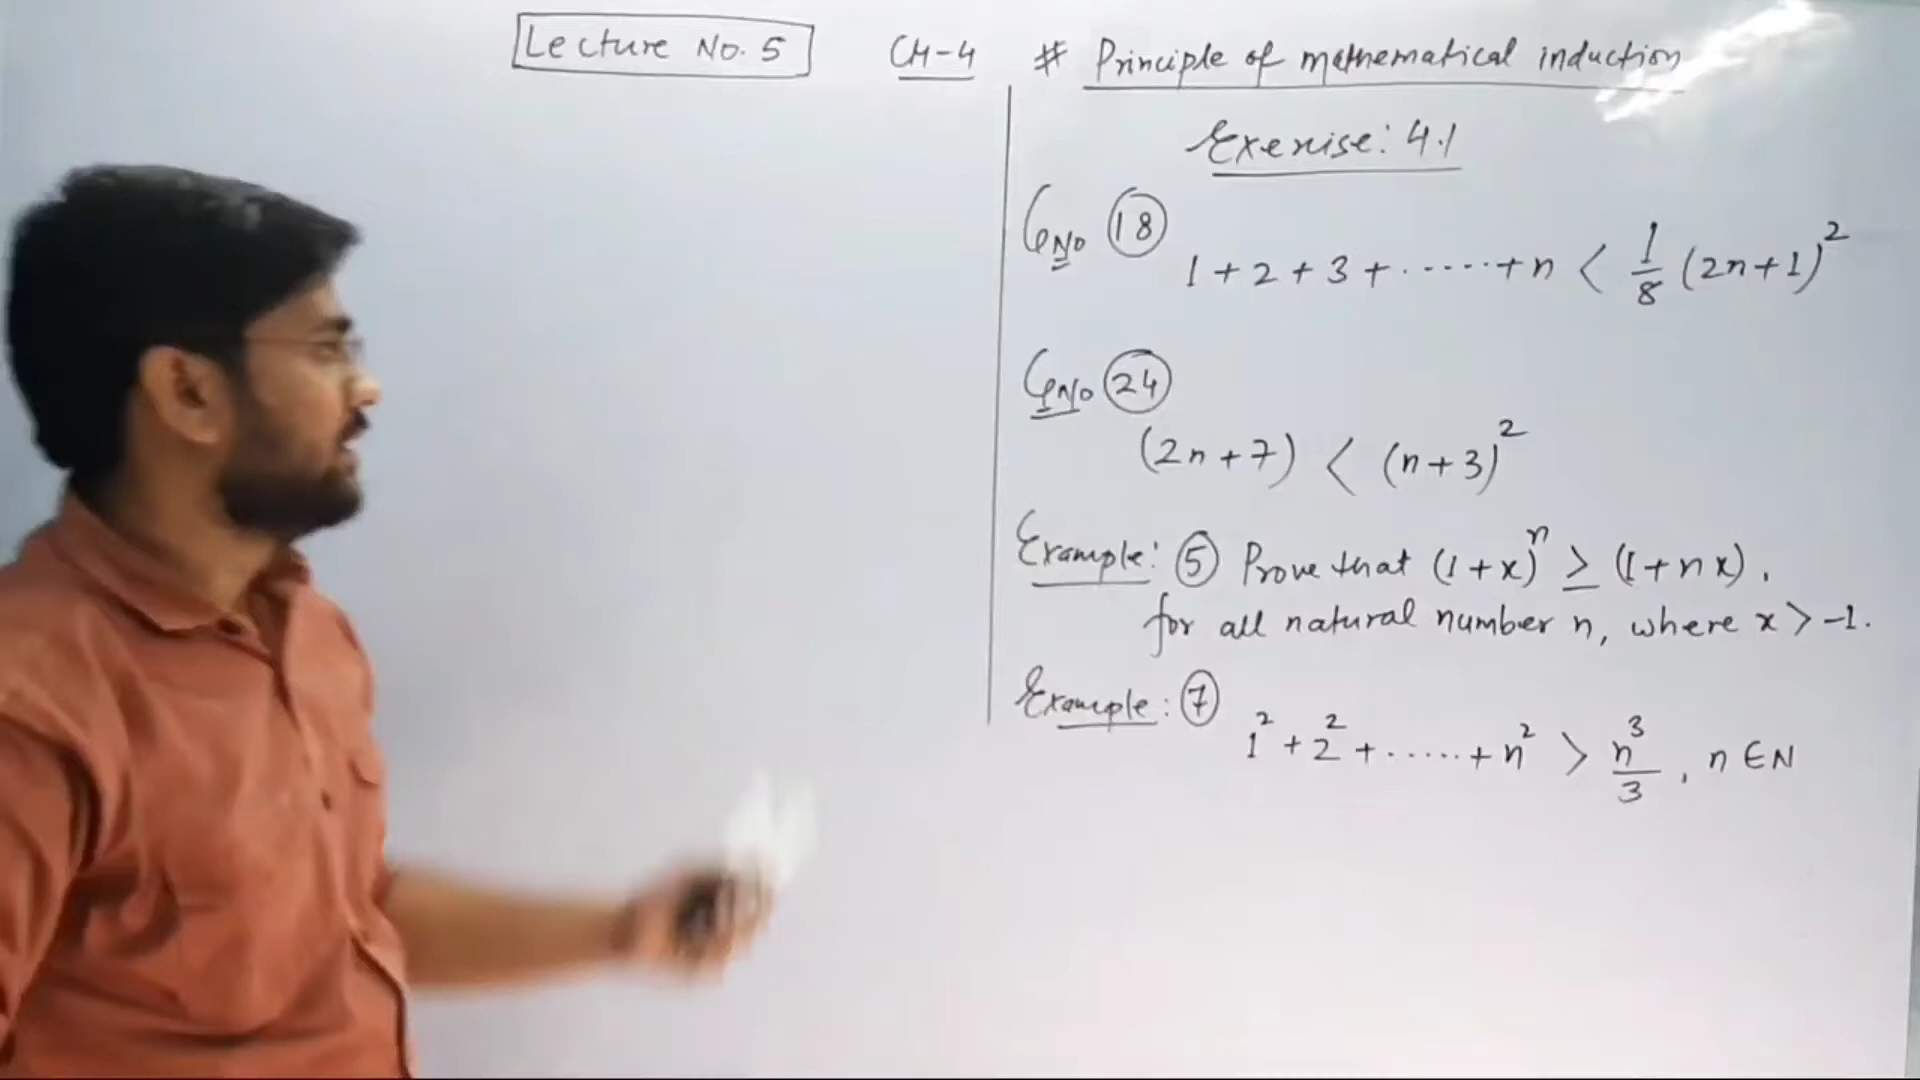 Lecture No. 5 CH-4 # Principle of mathematical induction
Exercise: 4.1
Q No 18
1 + 2 + 3 + ...... + n < 1/8 (2n+1)²
Q No 24
(2n + 7) < (n + 3)²
Example: 5 Prove that (1 + x)ⁿ ≥ (1 + nx),
for all natural number n, where x > -1.
Example: 7
1² + 2² + ...... + n² > n³/3, n ∈ N